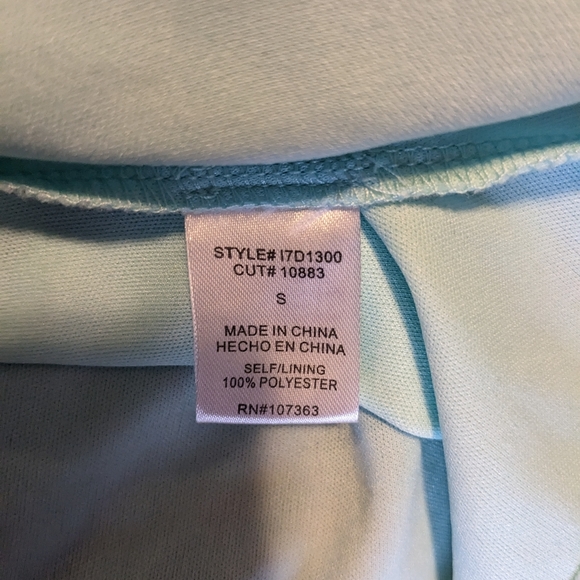 STYLE# I7D1300
CUT# 10883
S
MADE IN CHINA
HECHO EN CHINA
SELF/LINING
100% POLYESTER
RN#107363